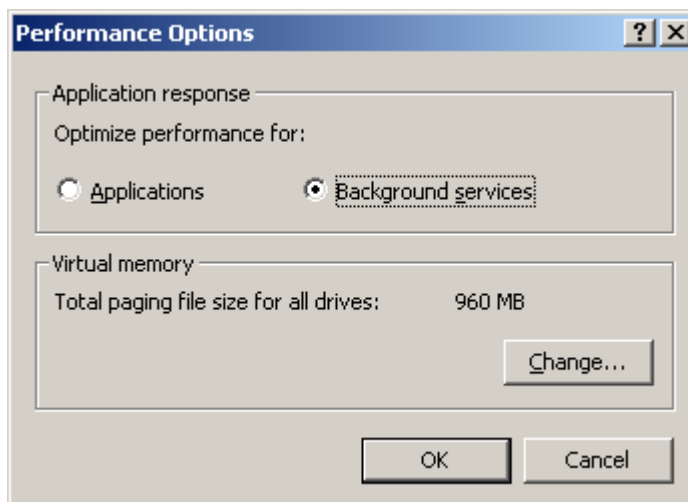 Performance Options
Application response
Optimize performance for:
Applications Background services
Virtual memory
Total paging file size for all drives: 960 MB
Change...
OK Cancel